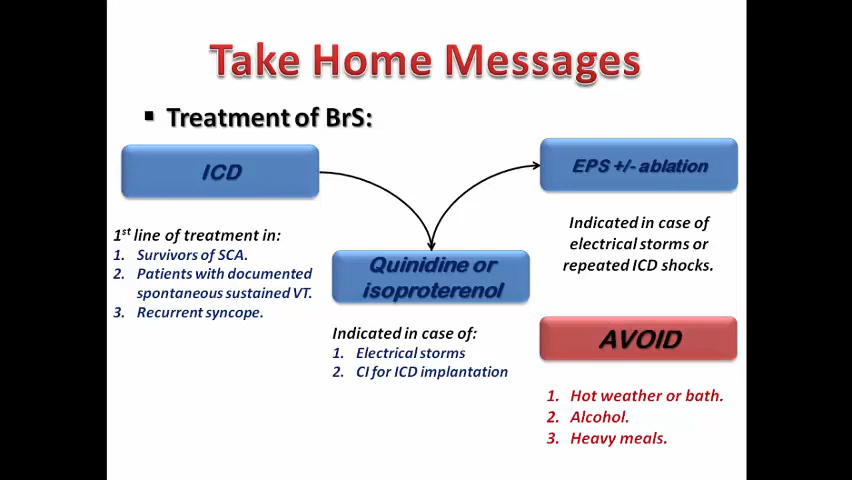 Take Home Messages
▪ Treatment of BrS:
ICD
1st line of treatment in:
1. Survivors of SCA.
2. Patients with documented
spontaneous sustained VT.
3. Recurrent syncope.
Quinidine or
isoproterenol
Indicated in case of:
1. Electrical storms
2. CI for ICD implantation
EPS +/- ablation
Indicated in case of
electrical storms or
repeated ICD shocks.
AVOID
1. Hot weather or bath.
2. Alcohol.
3. Heavy meals.